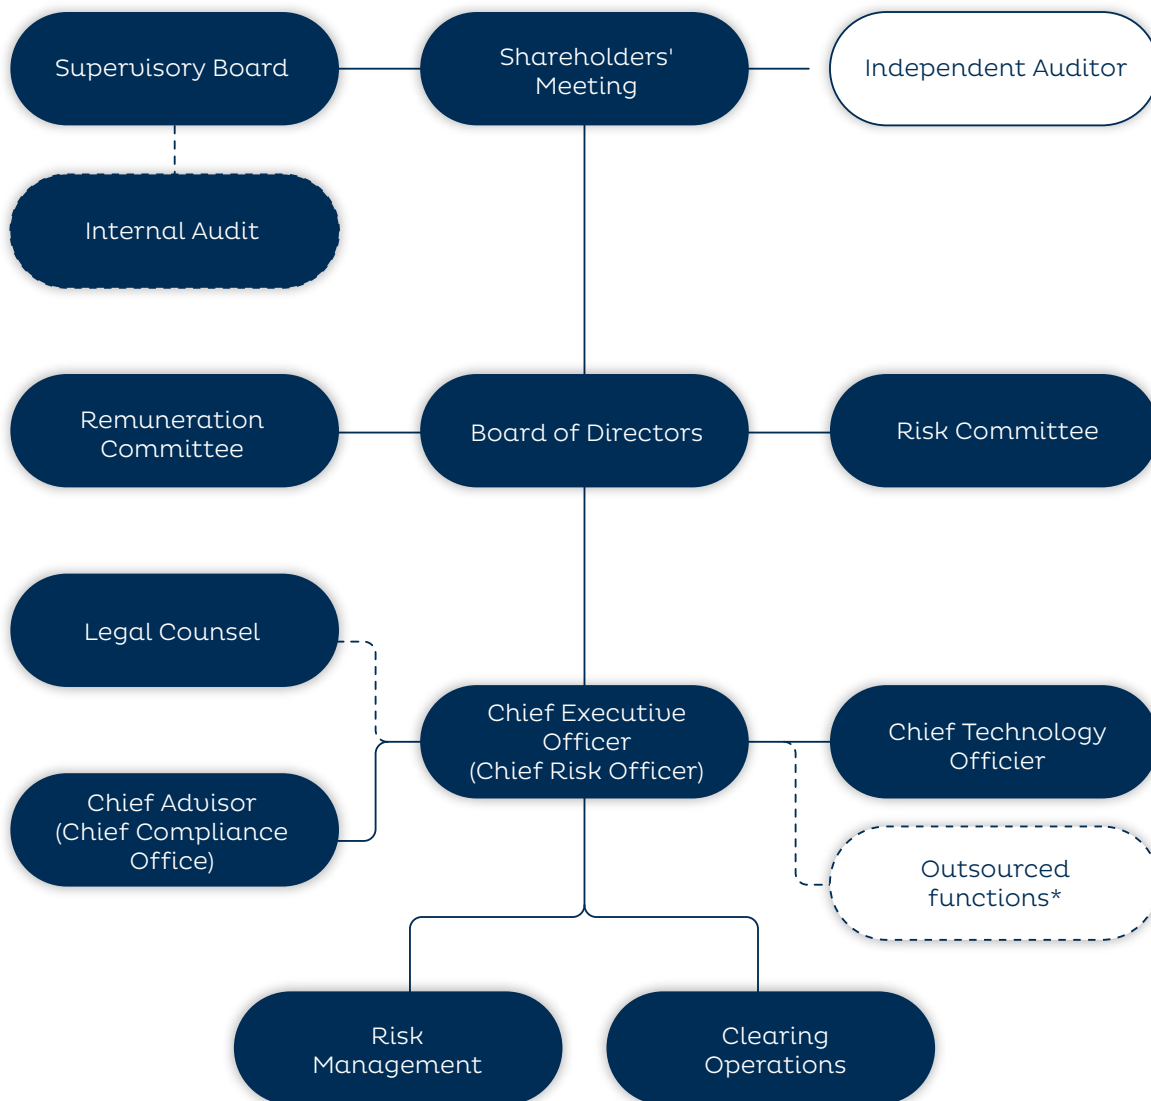 Supervisory Board
Shareholders'
Meeting
Independent Auditor
Internal Audit
Remuneration
Committee
Board of Directors
Risk Committee
Legal Counsel
Chief Executive
Officer
(Chief Risk Officer)
Chief Technology
Officier
Chief Advisor
(Chief Compliance
Office)
Outsourced
functions*
Risk
Management
Clearing
Operations